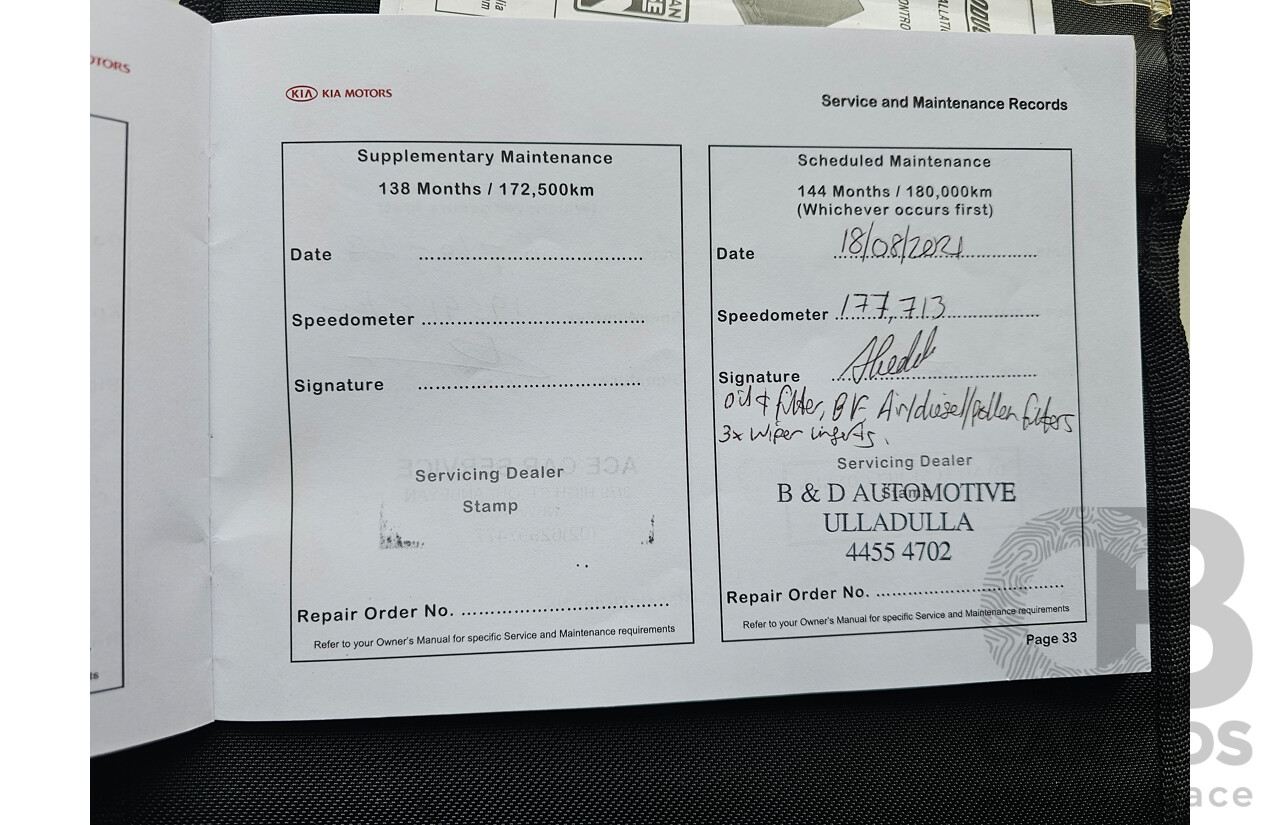 MOTORS
KIA KIA MOTORS
Service and Maintenance Records
Supplementary Maintenance
138 Months / 172,500km
Date
Speedometer
Signature
Servicing Dealer
Stamp
Repair Order No.
Refer to your Owner's Manual for specific Service and Maintenance requirements
Scheduled Maintenance
144 Months / 180,000km
(Whichever occurs first)
Date 18/08/2021
Speedometer 177,713
Signature
oil & filter, BF, Air/diesel/pollen filters
3x wiper inserts.
Servicing Dealer
Stamp
B & D AUTOMOTIVE
ULLADULLA
4455 4702
Repair Order No.
Refer to your Owner's Manual for specific Service and Maintenance requirements
Page 33